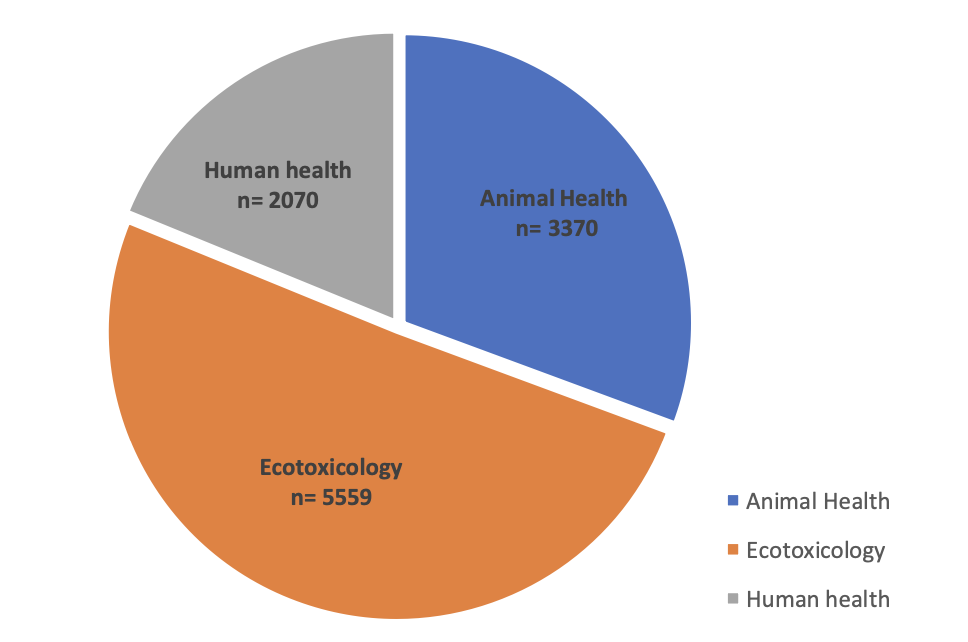 Human health
n= 2070
Animal Health
n= 3370
Ecotoxicology
n= 5559
Animal Health
Ecotoxicology
Human health